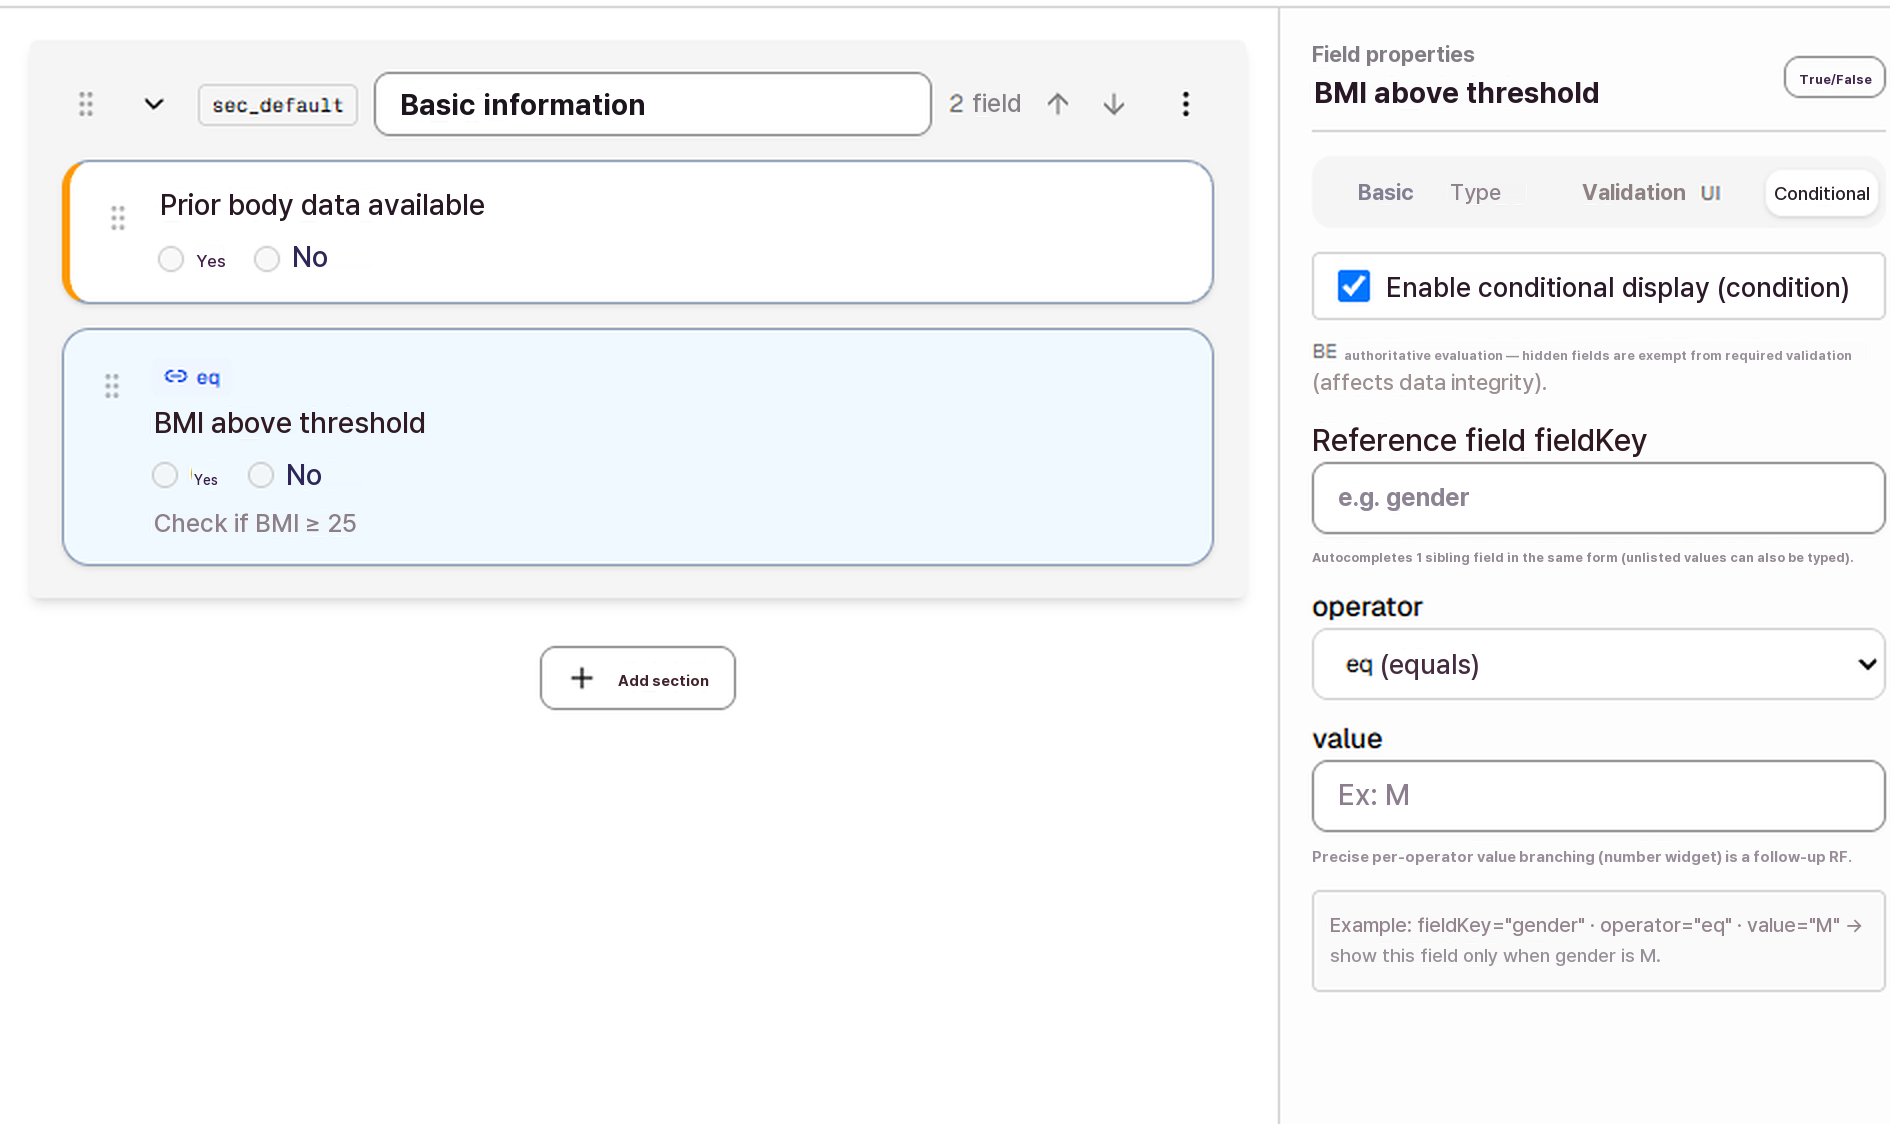 sec_default Basic information 2 field
Prior body data available
Yes No
eq
BMI above threshold
Yes No
Check if BMI ≥ 25
Add section
Field properties
BMI above threshold
True/False
Basic Type Validation UI Conditional
Enable conditional display (condition)
BE authoritative evaluation — hidden fields are exempt from required validation
(affects data integrity).
Reference field fieldKey
e.g. gender
Autocompletes 1 sibling field in the same form (unlisted values can also be typed).
operator
eq (equals)
value
Ex: M
Precise per-operator value branching (number widget) is a follow-up RF.
Example: fieldKey="gender" · operator="eq" · value="M" →
show this field only when gender is M.